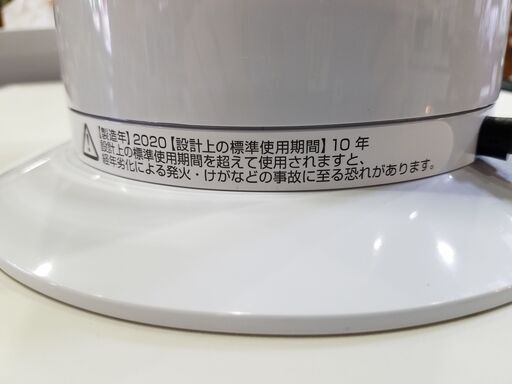 【製造年】2020【設計上の標準使用期間】10 年
設計上の標準使用期間を超えて使用されますと、
経年劣化による発火・けがなどの事故に至る恐れがあります。